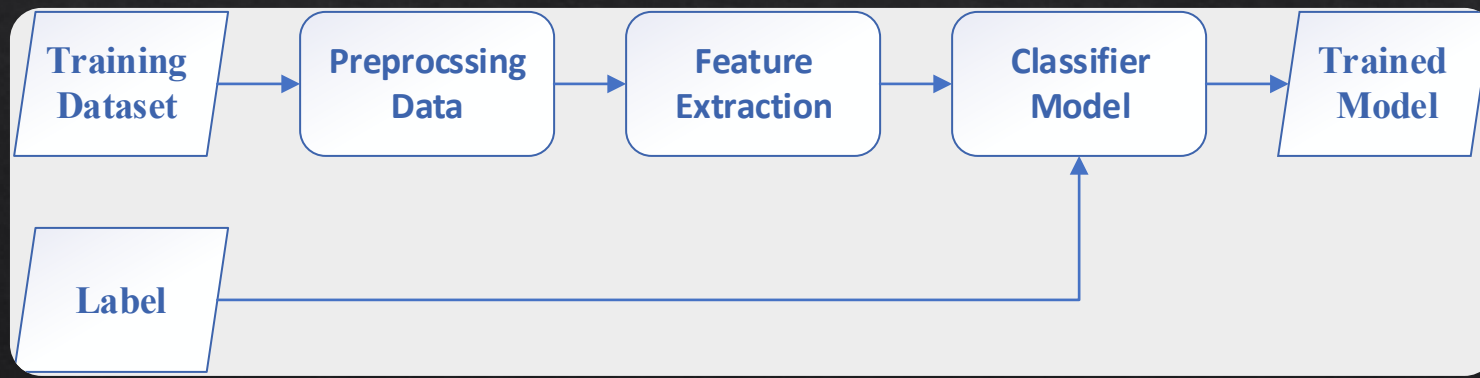 Training
Dataset
Preprocssing
Data
Feature
Extraction
Classifier
Model
Trained
Model
Label